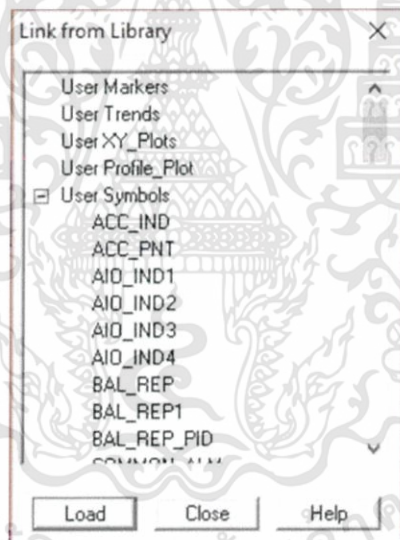 Link from Library
User Markers
User Trends
User XY_Plots
User Profile_Plot
User Symbols
ACC_IND
ACC_PNT
AIO_IND1
AIO_IND2
AIO_IND3
AIO_IND4
BAL_REP
BAL_REP1
BAL_REP_PID
Load Close Help